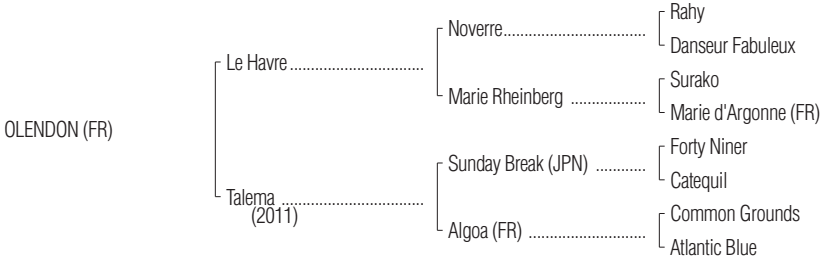 Rahy
Noverre
Danseur Fabuleux
Le Havre
Surako
Marie Rheinberg
Marie d'Argonne (FR)
OLENDON (FR)
Forty Niner
Sunday Break (JPN)
Catequil
Talema
(2011)
Common Grounds
Algoa (FR)
Atlantic Blue